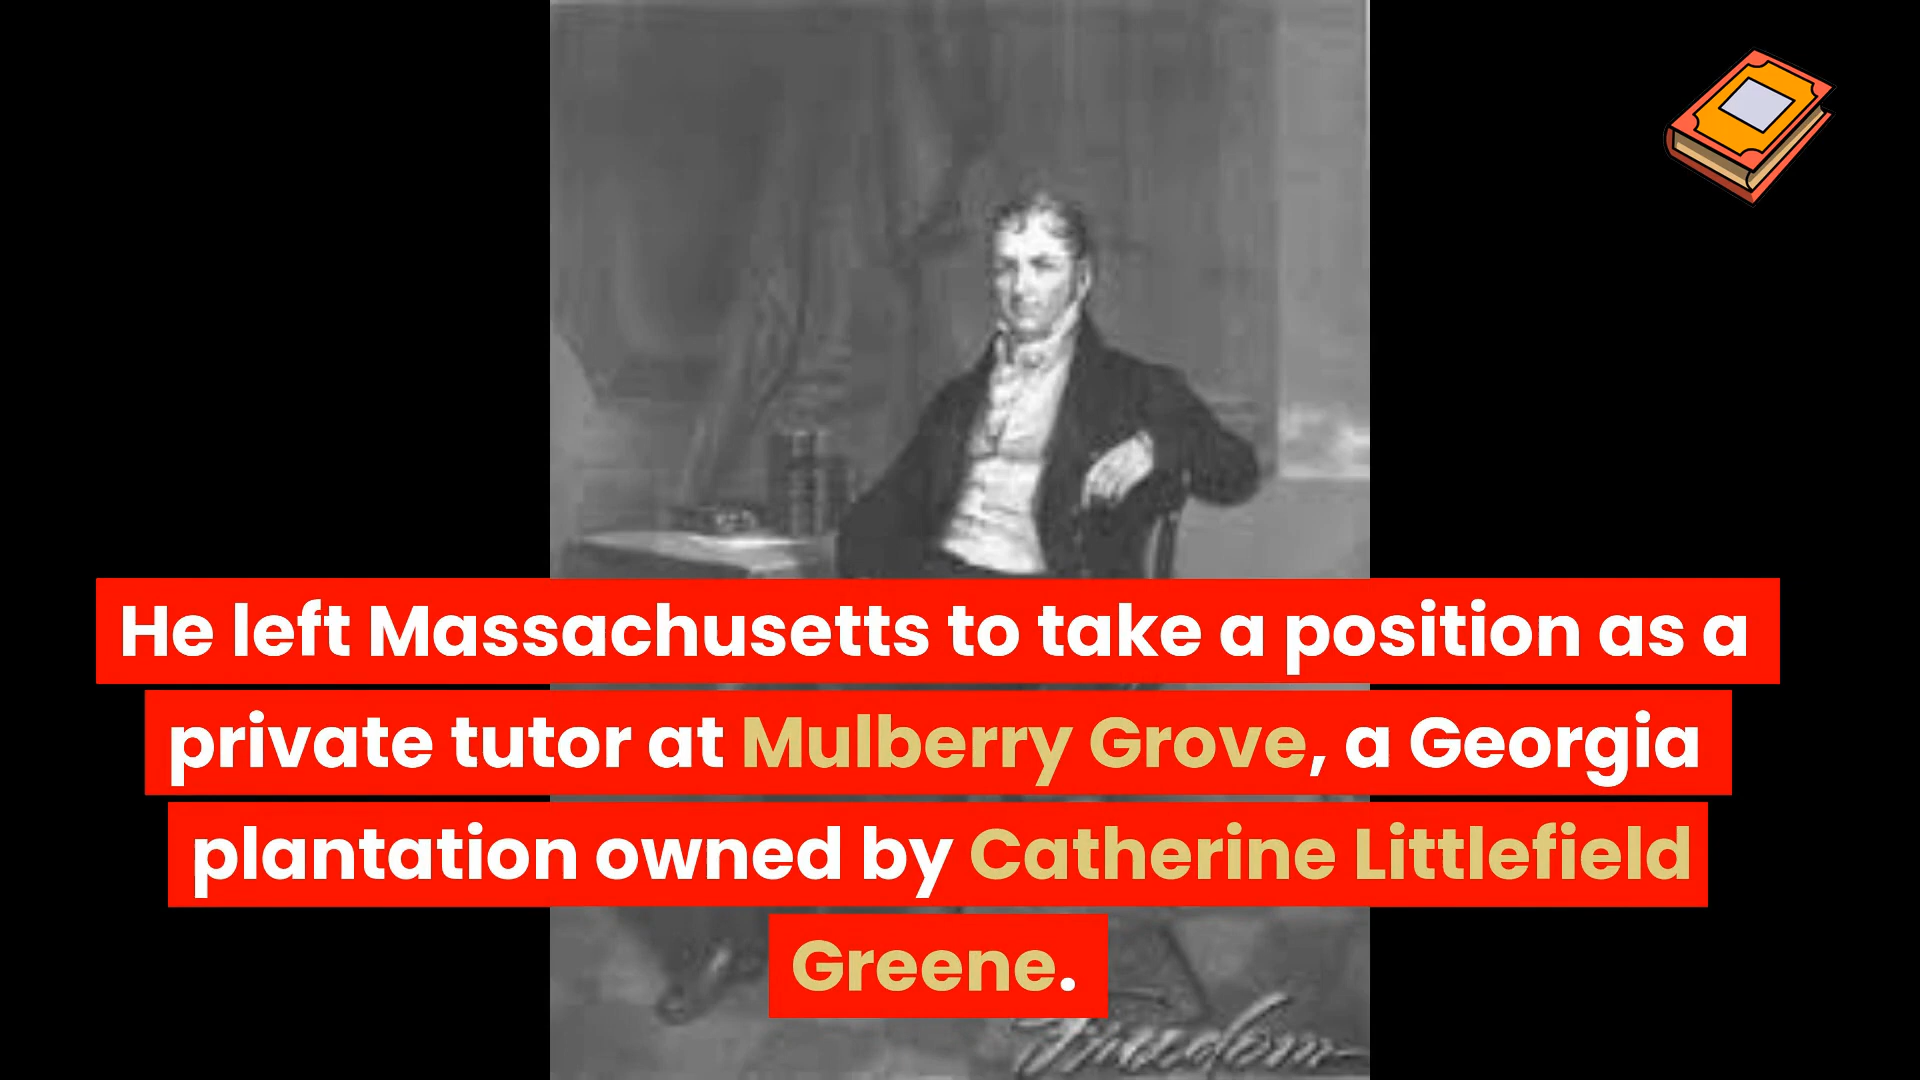 He left Massachusetts to take a position as a
private tutor at Mulberry Grove, a Georgia
plantation owned by Catherine Littlefield
Greene.
Freedom